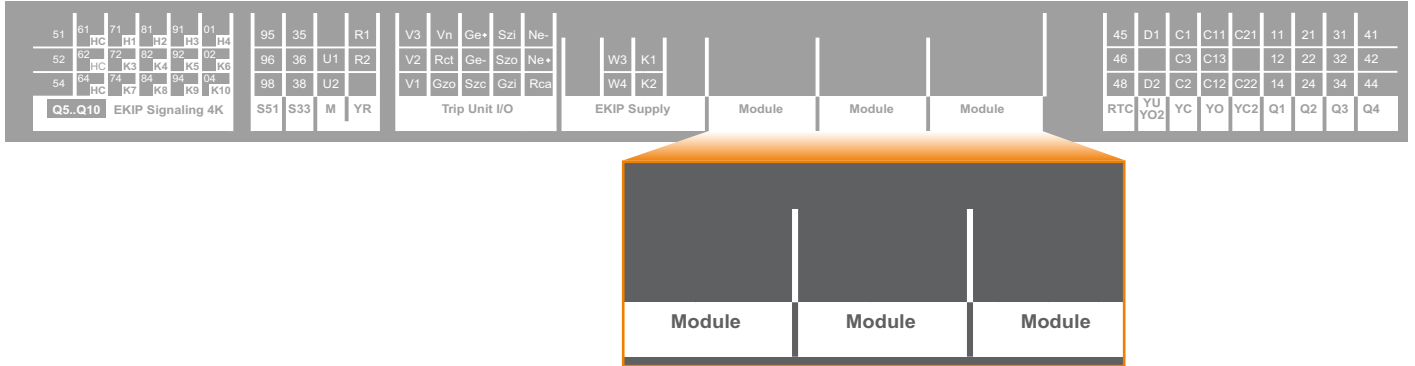 51 61 HC 71 H1 81 H2 91 H3 01 H4 95 35 R1 V3 Vn Ge+ Szi Ne- 45 D1 C1 C11 C21 11 21 31 41
52 62 HC 72 K3 82 K4 92 K5 02 K6 96 36 U1 R2 V2 Rct Ge- Szo Ne+ W3 K1 46 C3 C13 12 22 32 42
54 64 HC 74 K7 84 K8 94 K9 04 K10 98 38 U2 V1 Gzo Szc Gzi Rca W4 K2 48 D2 C2 C12 C22 14 24 34 44
Q5..Q10 EKIP Signaling 4K S51 S33 M YR Trip Unit I/O EKIP Supply Module Module Module RTC YU YO2 YC YO YC2 Q1 Q2 Q3 Q4
Module Module Module